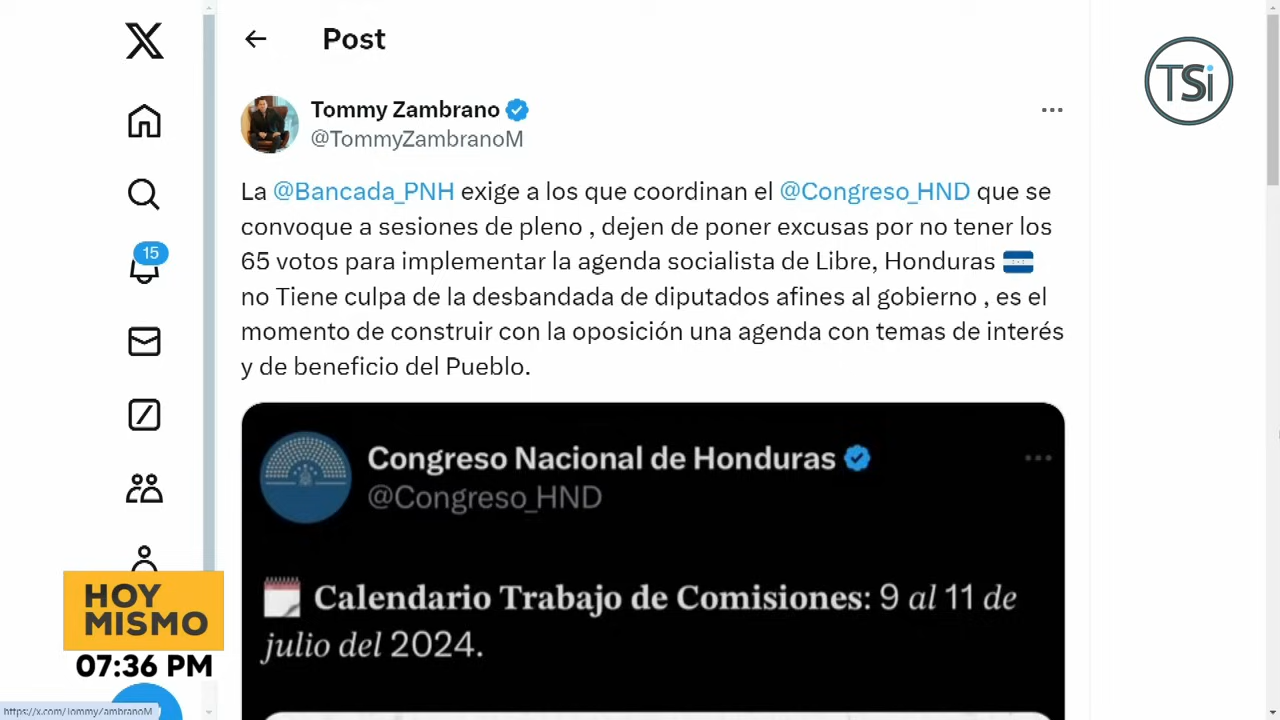 Post
TSi
Tommy Zambrano
@TommyZambranoM
La @Bancada_PNH exige a los que coordinan el @Congreso_HND que se
convoque a sesiones de pleno , dejen de poner excusas por no tener los
65 votos para implementar la agenda socialista de Libre, Honduras
no Tiene culpa de la desbandada de diputados afines al gobierno , es el
momento de construir con la oposición una agenda con temas de interés
y de beneficio del Pueblo.
15
Congreso Nacional de Honduras
@Congreso_HND
Calendario Trabajo de Comisiones: 9 al 11 de
julio del 2024.
HOY
MISMO
07:36 PM
https://x.com/TommyZambranoM